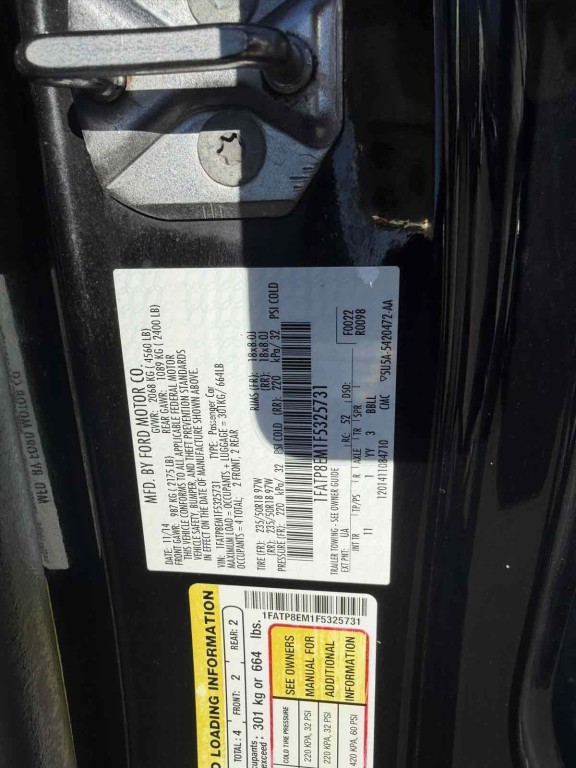 MFD. BY FORD MOTOR CO.
DATE: 11/14 GVWR: 2068 KG ( 4560 LB)
FRONT GAWR: 987 KG ( 2175 LB) REAR GAWR: 1089 KG ( 2400 LB)
THIS VEHICLE CONFORMS TO ALL APPLICABLE FEDERAL MOTOR
VEHICLE SAFETY, BUMPER, AND THEFT PREVENTION STANDARDS
IN EFFECT ON THE DATE OF MANUFACTURE SHOWN ABOVE.
VIN: 1FATP8EM1F5325731 TYPE: Passenger Car
MAXIMUM LOAD = OCCUPANTS + LUGGAGE = 301KG/ 664LB
OCCUPANTS = 4 TOTAL, 2 FRONT, 2 REAR
TIRE (FR): 235/50R18 97W RIMS (FR): 18x8.0J
(RR): 235/50R18 97W (RR): 18x8.0J
PRESSURE (FR): 220 kPa/ 32 PSI COLD (RR): 220 kPa/ 32 PSI COLD
1FATP8EM1F5325731
TRAILER TOWING - SEE OWNER GUIDE
EXT PNT: UA RC: 52 DSO: F0022
R0098
INT TR TP/PS R AXLE TR SPR
11 1 YY 3 BBLL
1201411084710 CMC 5U5A-5420472-AA
LOADING INFORMATION
TOTAL: 4 FRONT: 2 REAR: 2
301 kg or 664 lbs.
1FATP8EM1F5325731
COLD TIRE PRESSURE SEE OWNERS
220 KPA, 32 PSI MANUAL FOR
220 KPA, 32 PSI ADDITIONAL
420 KPA, 60 PSI INFORMATION